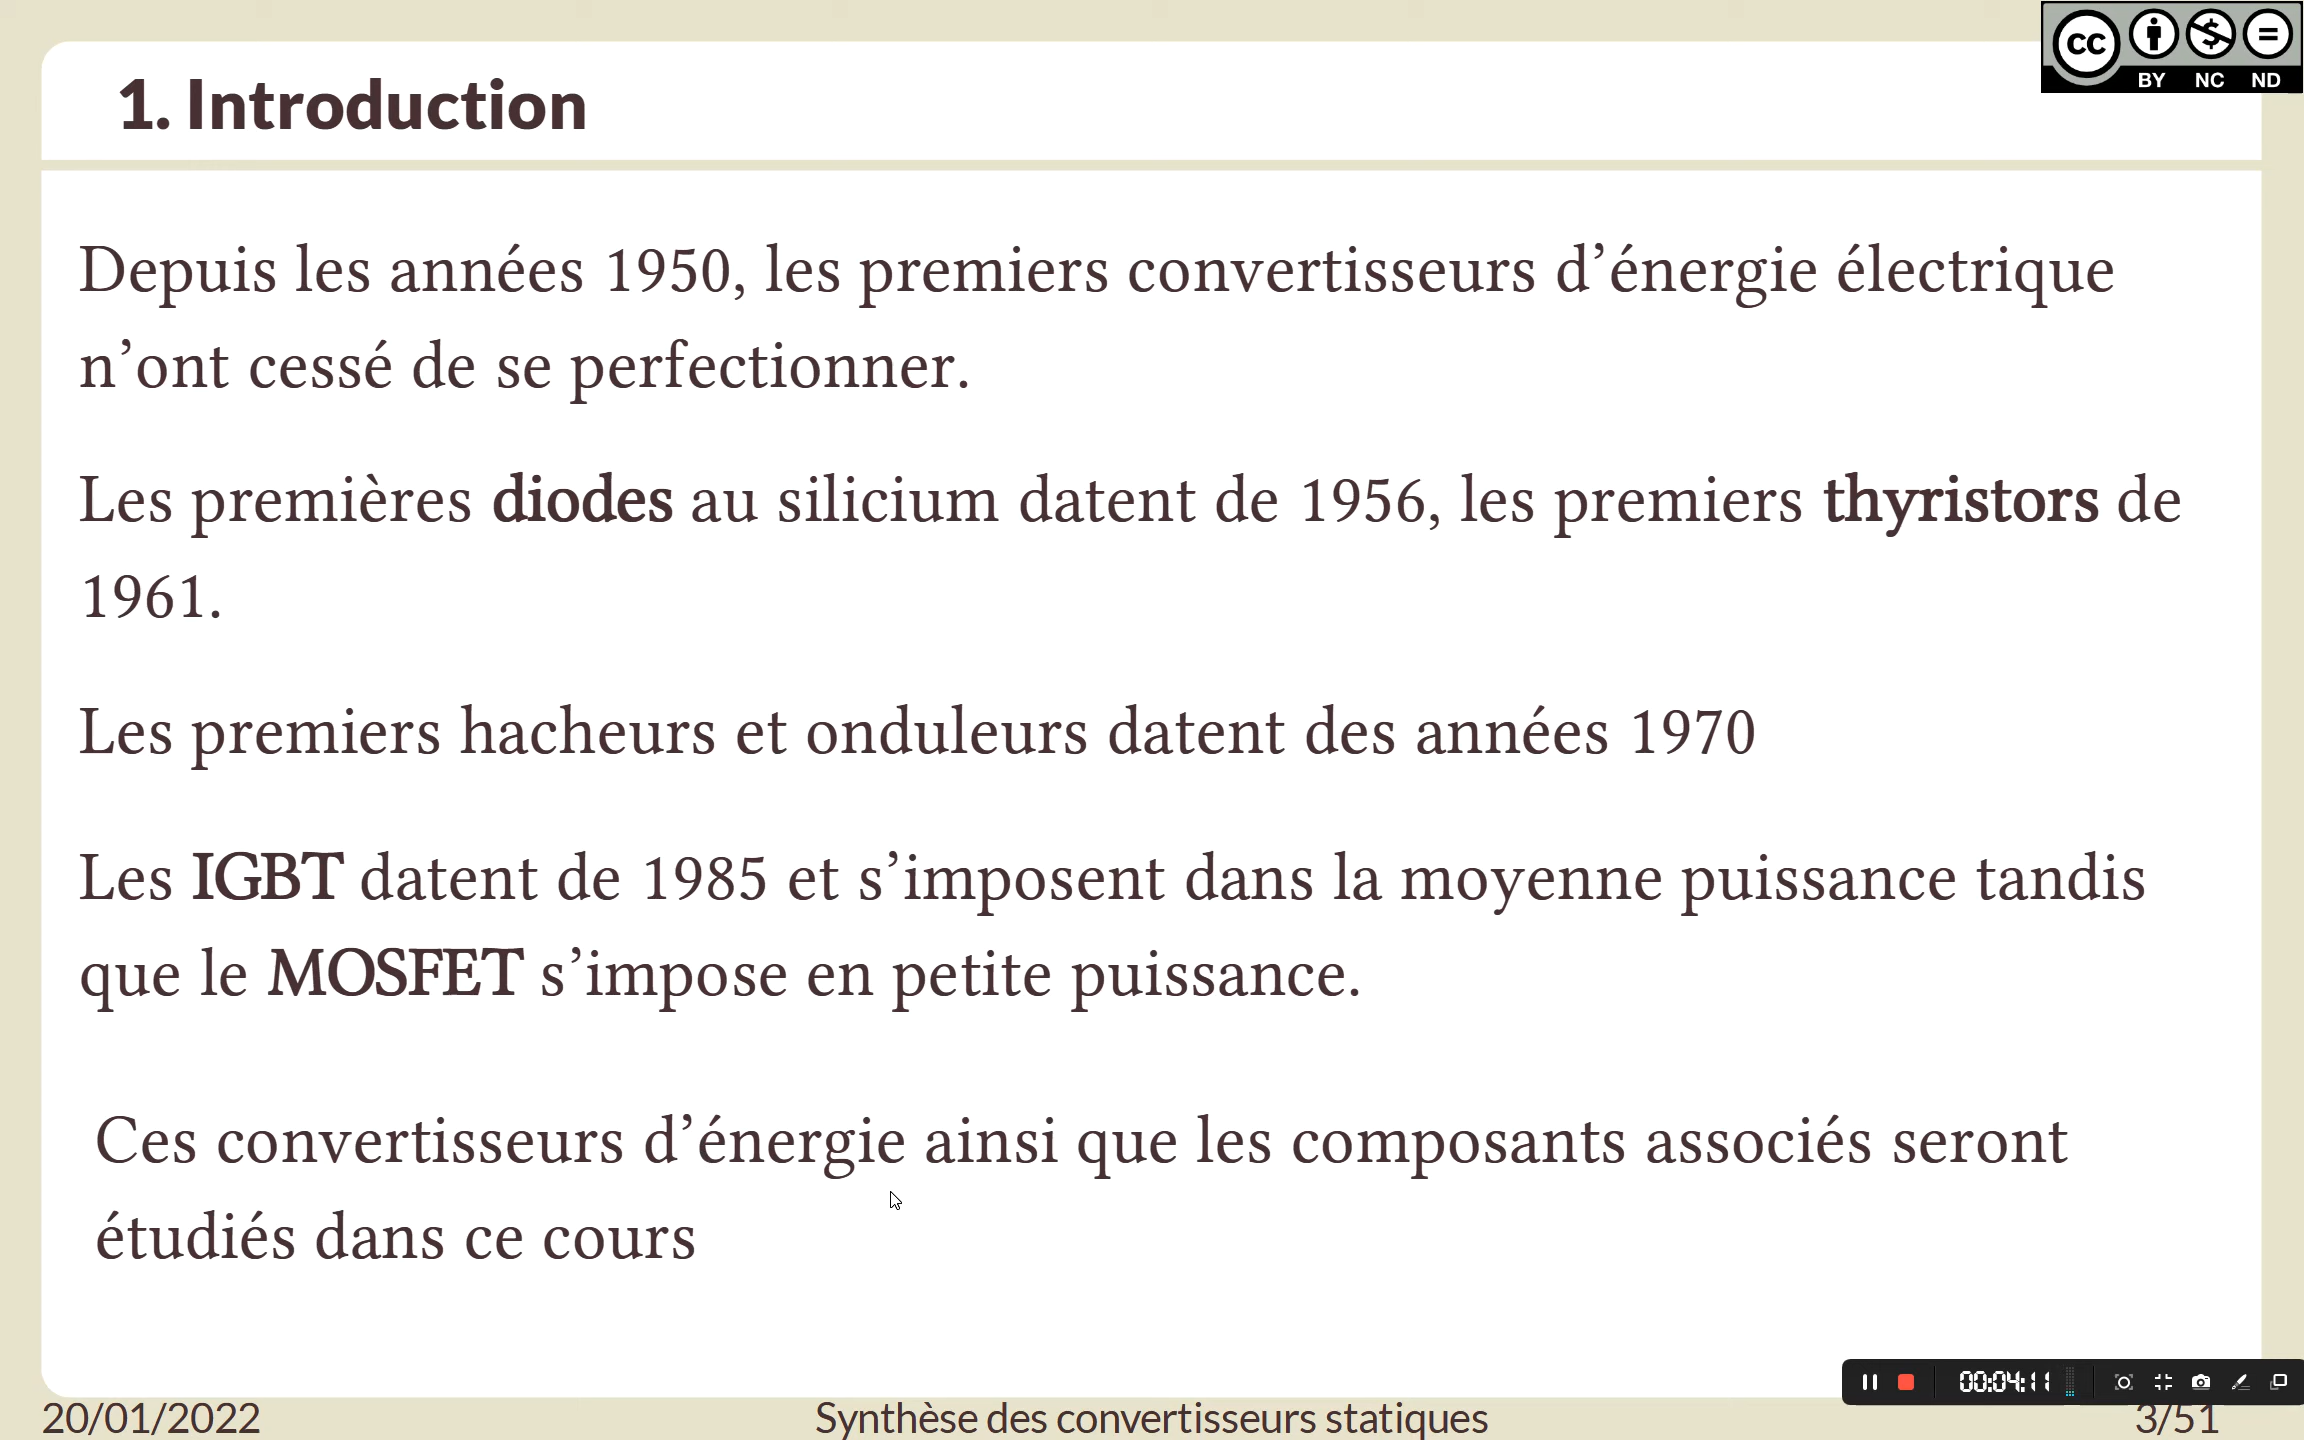 CC BY NC ND
1. Introduction
Depuis les années 1950, les premiers convertisseurs d’énergie électrique
n’ont cessé de se perfectionner.
Les premières diodes au silicium datent de 1956, les premiers thyristors de
1961.
Les premiers hacheurs et onduleurs datent des années 1970
Les IGBT datent de 1985 et s’imposent dans la moyenne puissance tandis
que le MOSFET s’impose en petite puissance.
Ces convertisseurs d’énergie ainsi que les composants associés seront
étudiés dans ce cours
00:04:11
20/01/2022 Synthèse des convertisseurs statiques 3/51